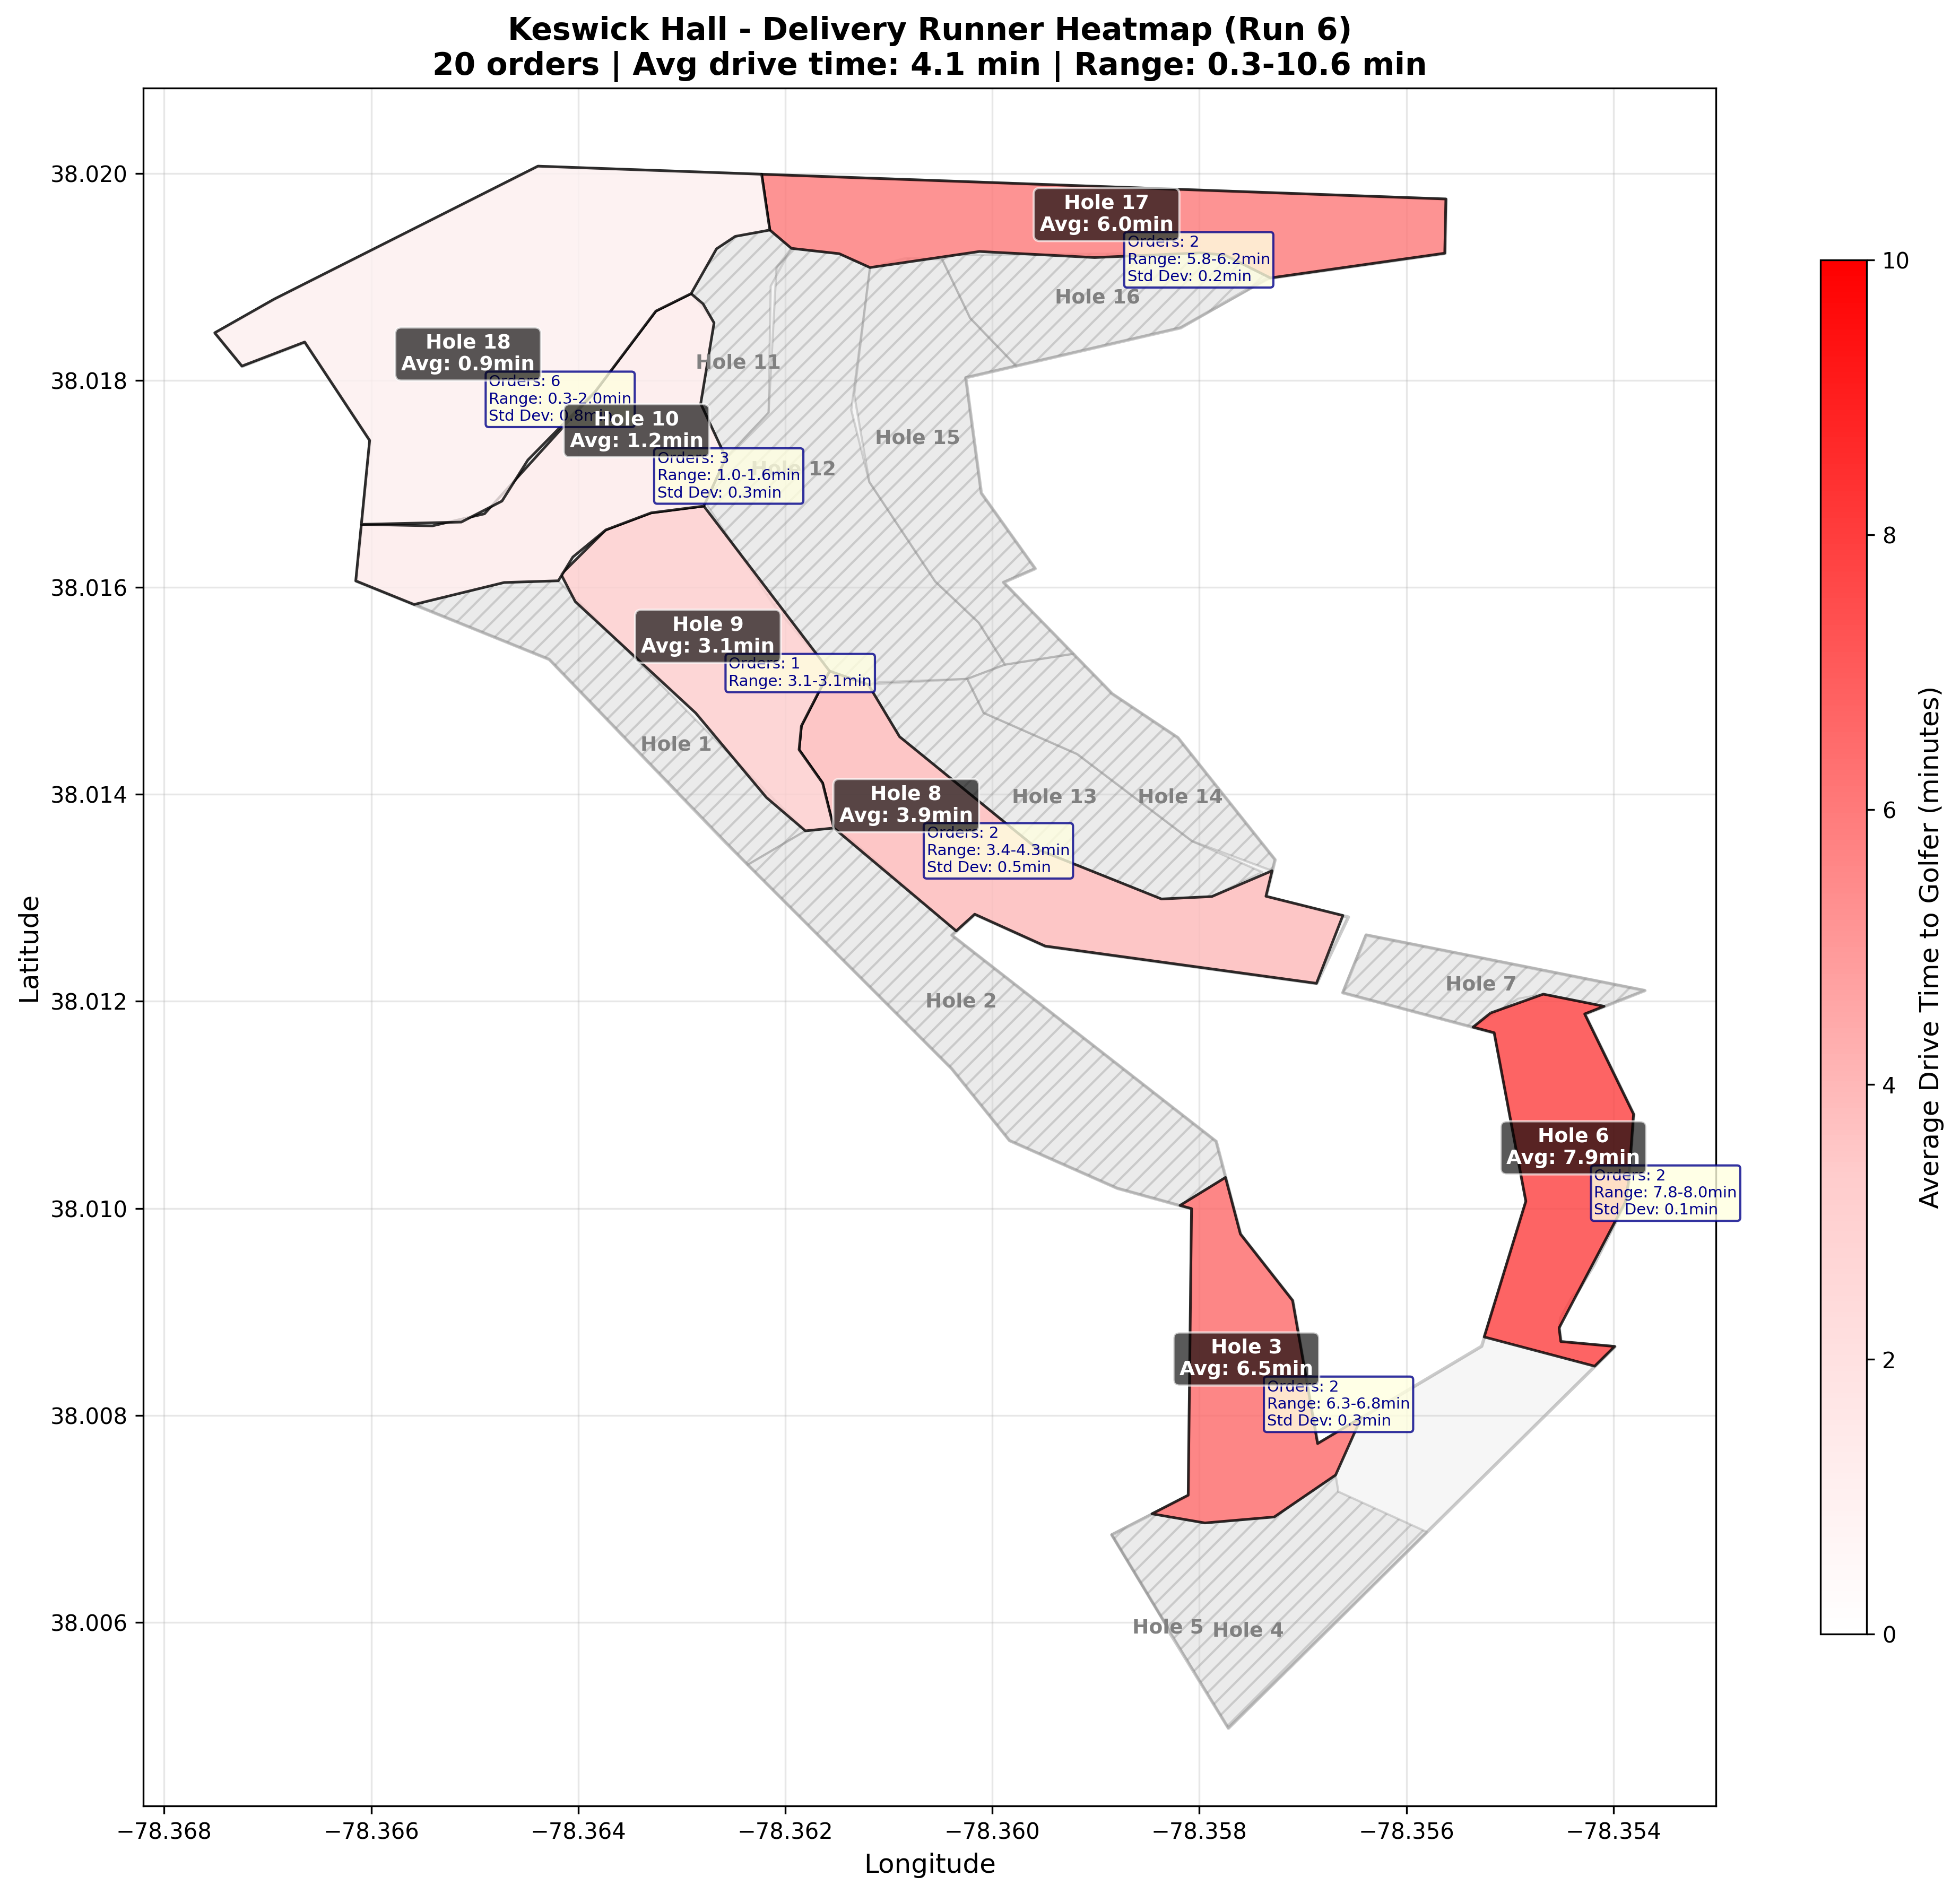 Keswick Hall - Delivery Runner Heatmap (Run 6)
20 orders | Avg drive time: 4.1 min | Range: 0.3-10.6 min
Hole 17
Avg: 6.0min
Orders: 2
Range: 5.8-6.2min
Std Dev: 0.2min
Hole 16
Hole 18
Avg: 0.9min
Orders: 6
Range: 0.3-2.0min
Std Dev: 0.8min
Hole 11
Hole 10
Avg: 1.2min
Orders: 3
Range: 1.0-1.6min
Std Dev: 0.3min
Hole 12
Hole 15
Hole 9
Avg: 3.1min
Orders: 1
Range: 3.1-3.1min
Hole 1
Hole 8
Avg: 3.9min
Orders: 2
Range: 3.4-4.3min
Std Dev: 0.5min
Hole 13
Hole 14
Hole 2
Hole 7
Hole 6
Avg: 7.9min
Orders: 2
Range: 7.8-8.0min
Std Dev: 0.1min
Hole 3
Avg: 6.5min
Orders: 2
Range: 6.3-6.8min
Std Dev: 0.3min
Hole 5
Hole 4
38.020
38.018
38.016
38.014
38.012
38.010
38.008
38.006
Latitude
−78.368
−78.366
−78.364
−78.362
−78.360
−78.358
−78.356
−78.354
Longitude
10
8
6
4
2
0
Average Drive Time to Golfer (minutes)